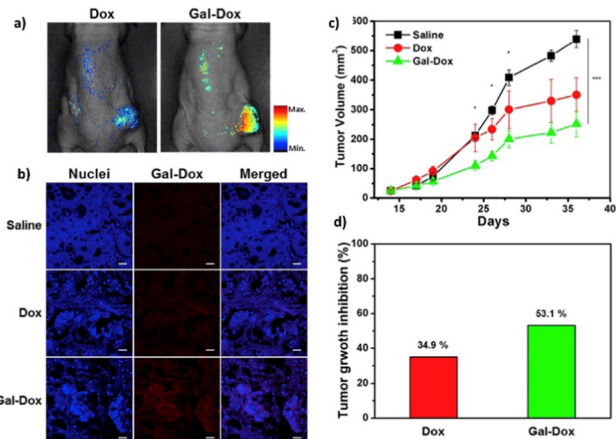 a)
Dox
Gal-Dox
Max.
Min.
b)
Nuclei
Gal-Dox
Merged
Saline
Dox
Gal-Dox
c)
Tumor Volume (mm³)
600
500
400
300
200
100
0
Saline
Dox
Gal-Dox
*
*
*
***
15
20
25
30
35
40
Days
d)
Tumor grwoth inhibition (%)
100
80
60
40
20
0
34.9 %
53.1 %
Dox
Gal-Dox